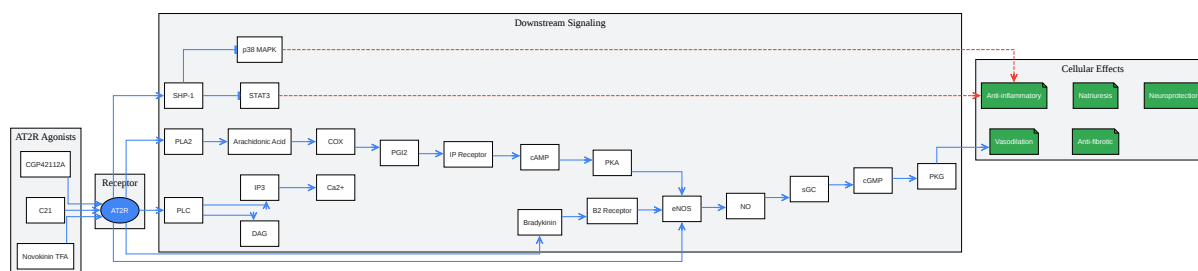 Downstream Signaling
p38 MAPK
Cellular Effects
SHP-1
STAT3
Anti-inflammatory
Natriuresis
Neuroprotection
AT2R Agonists
PLA2
Arachidonic Acid
COX
PGI2
IP Receptor
cAMP
PKA
Vasodilation
Anti-fibrotic
CGP42112A
Receptor
IP3
Ca2+
cGMP
PKG
sGC
C21
AT2R
PLC
DAG
Bradykinin
B2 Receptor
eNOS
NO
Novokinin TFA